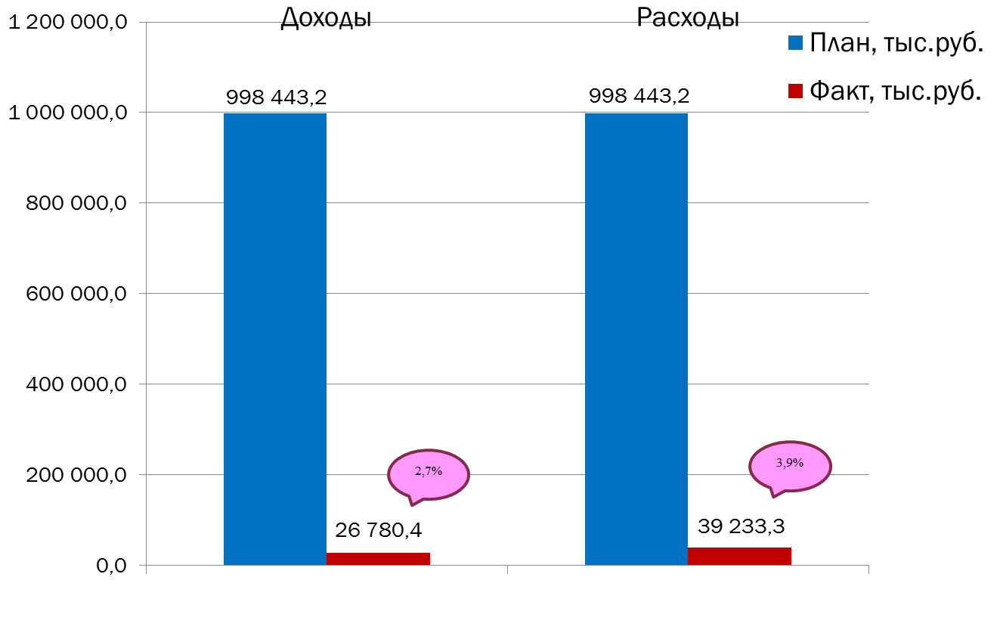 Доходы
Расходы
План, тыс.руб.
Факт, тыс.руб.
1 200 000,0
1 000 000,0
800 000,0
600 000,0
400 000,0
200 000,0
0,0
998 443,2
998 443,2
2,7%
3,9%
26 780,4
39 233,3